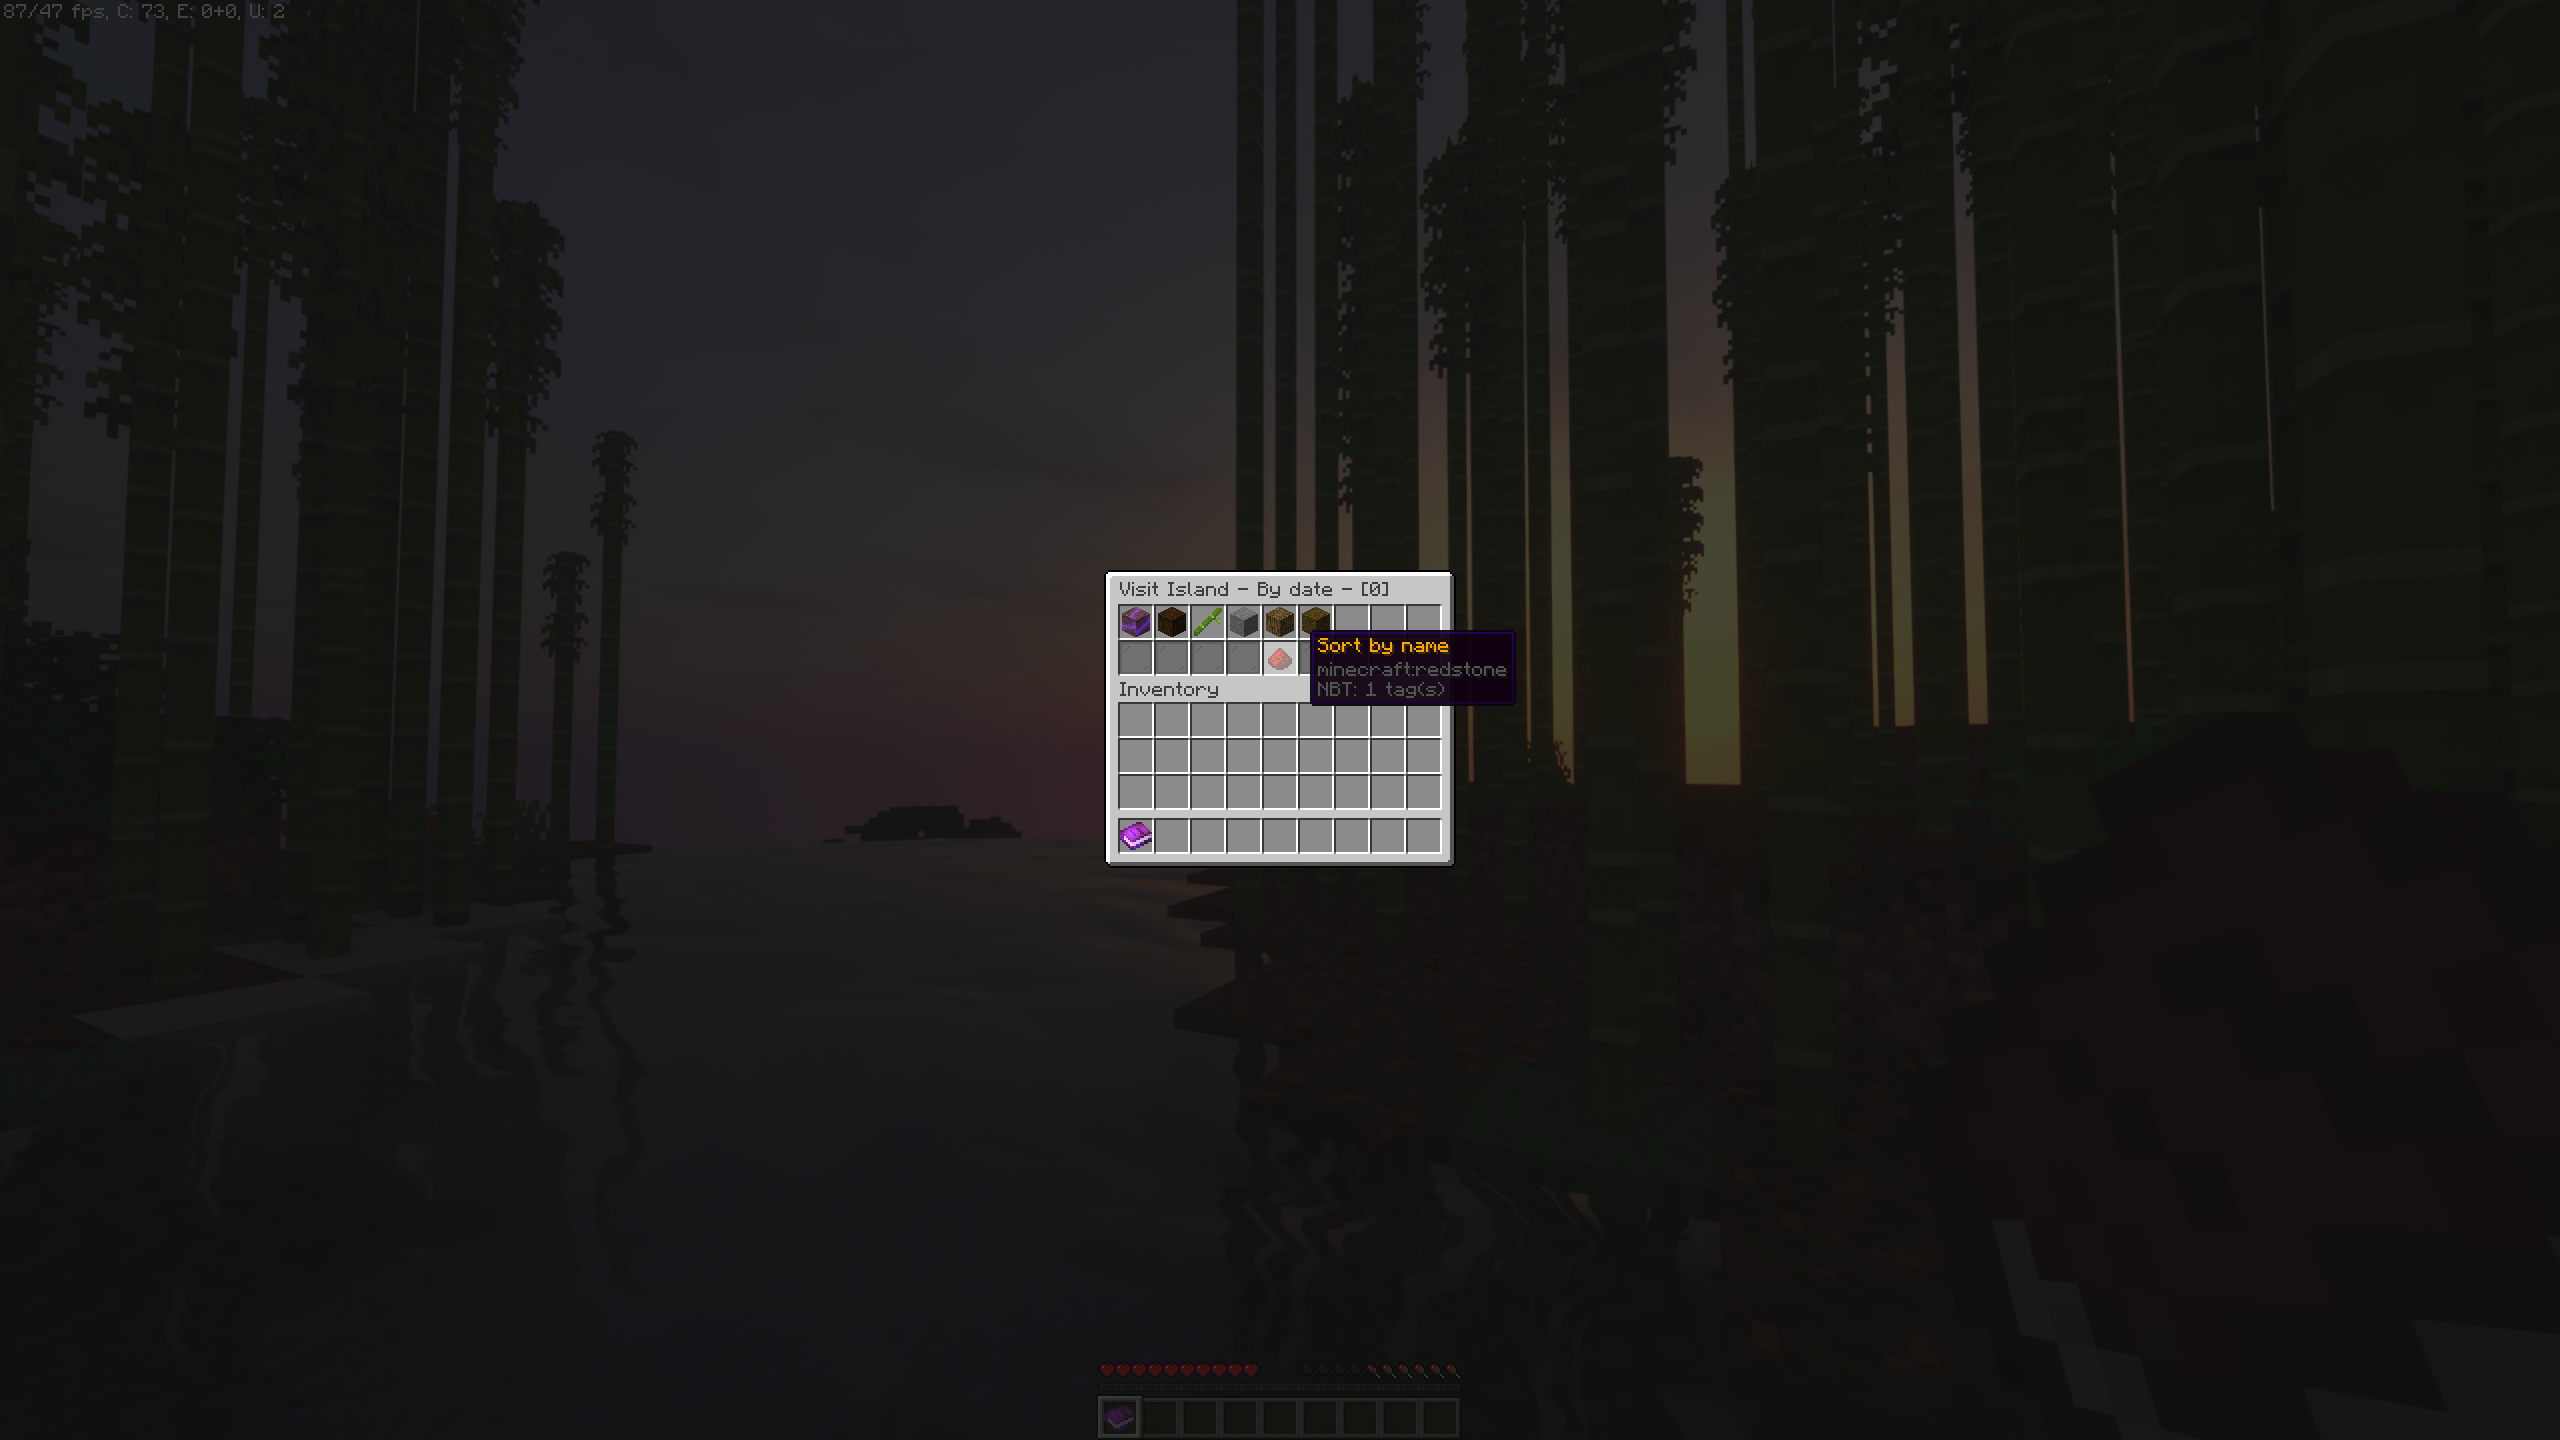 87/47 fps, C: 73, E: 0+0, U: 2
Visit Island - By date - [0]
Sort by name
minecraft:redstone
NBT: 1 tag(s)
Inventory